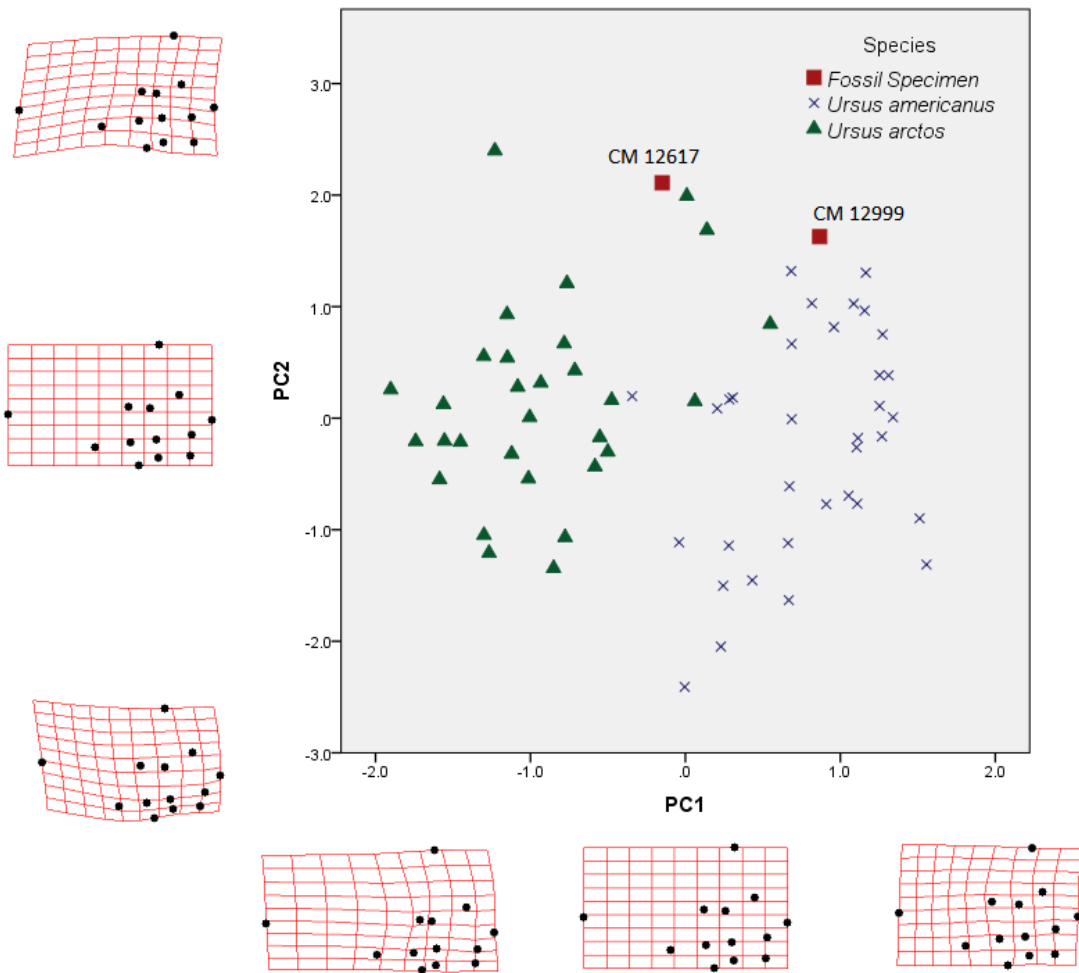 Species
Fossil Specimen
Ursus americanus
Ursus arctos
CM 12617
CM 12999
3.0
2.0
1.0
.0
-1.0
-2.0
-3.0
PC2
-2.0
-1.0
.0
1.0
2.0
PC1